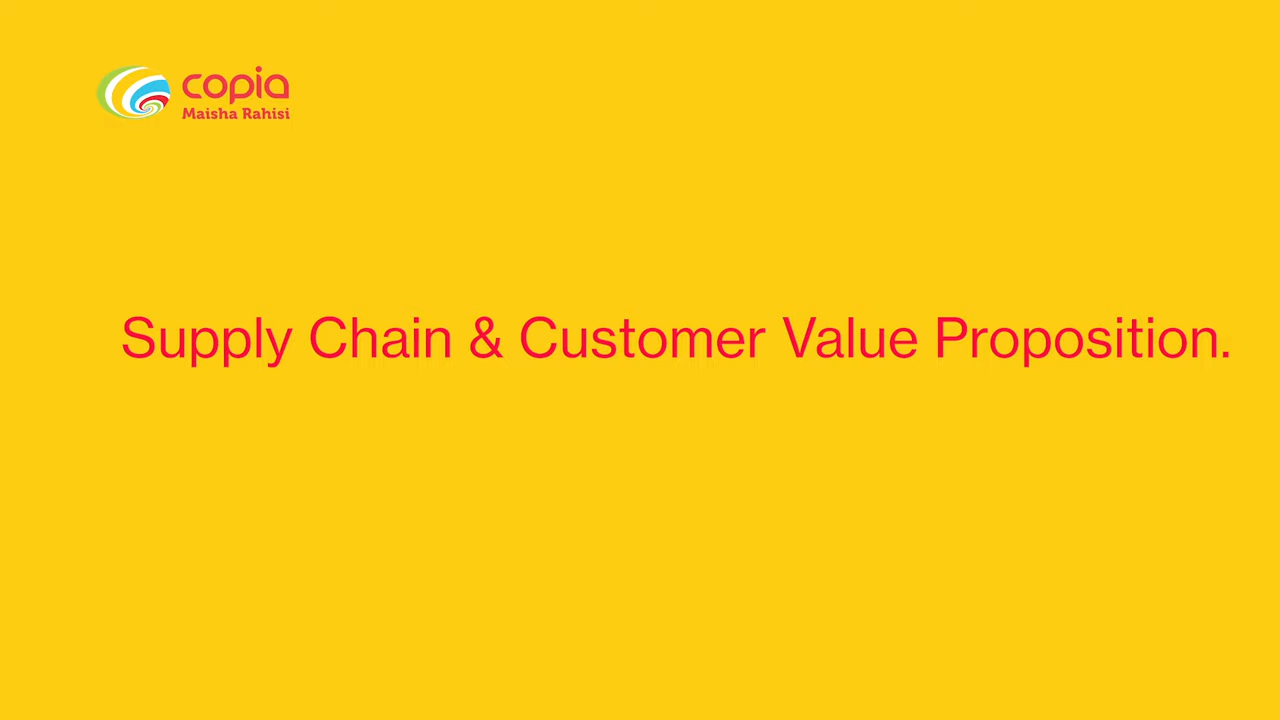 copia
Maisha Rahisi
Supply Chain & Customer Value Proposition.